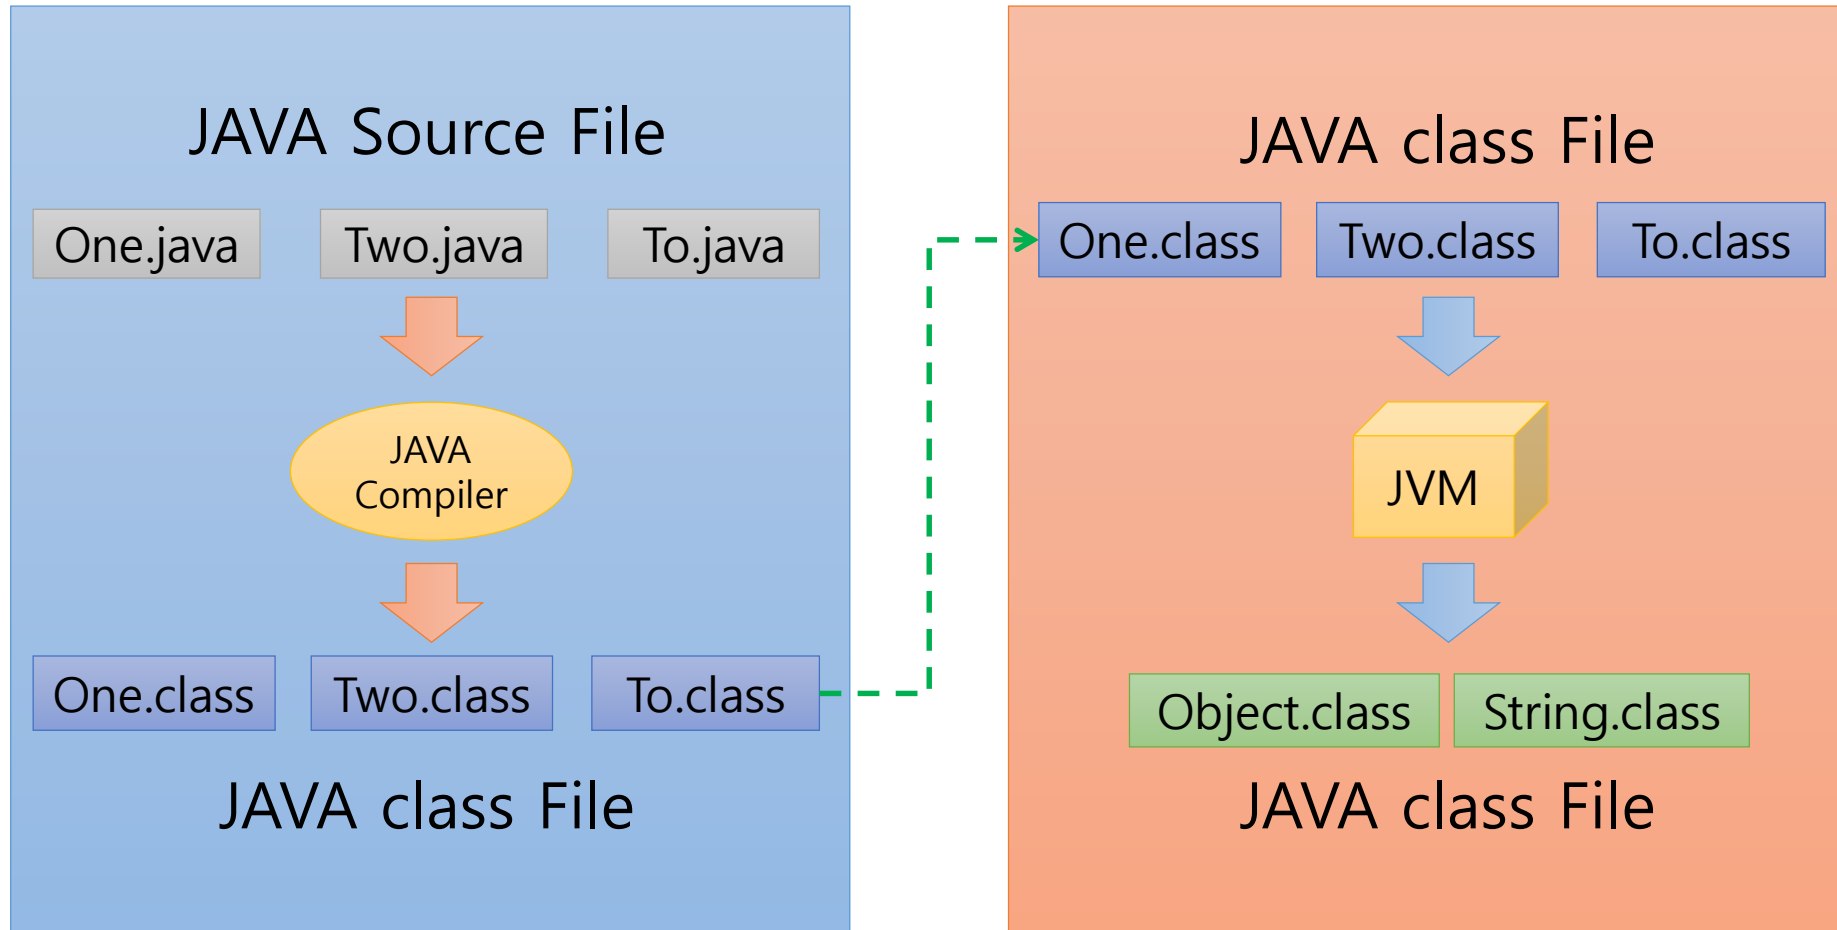 JAVA Source File
One.java
Two.java
To.java
JAVA
Compiler
One.class
Two.class
To.class
JAVA class File
JAVA class File
One.class
Two.class
To.class
JVM
Object.class
String.class
JAVA class File